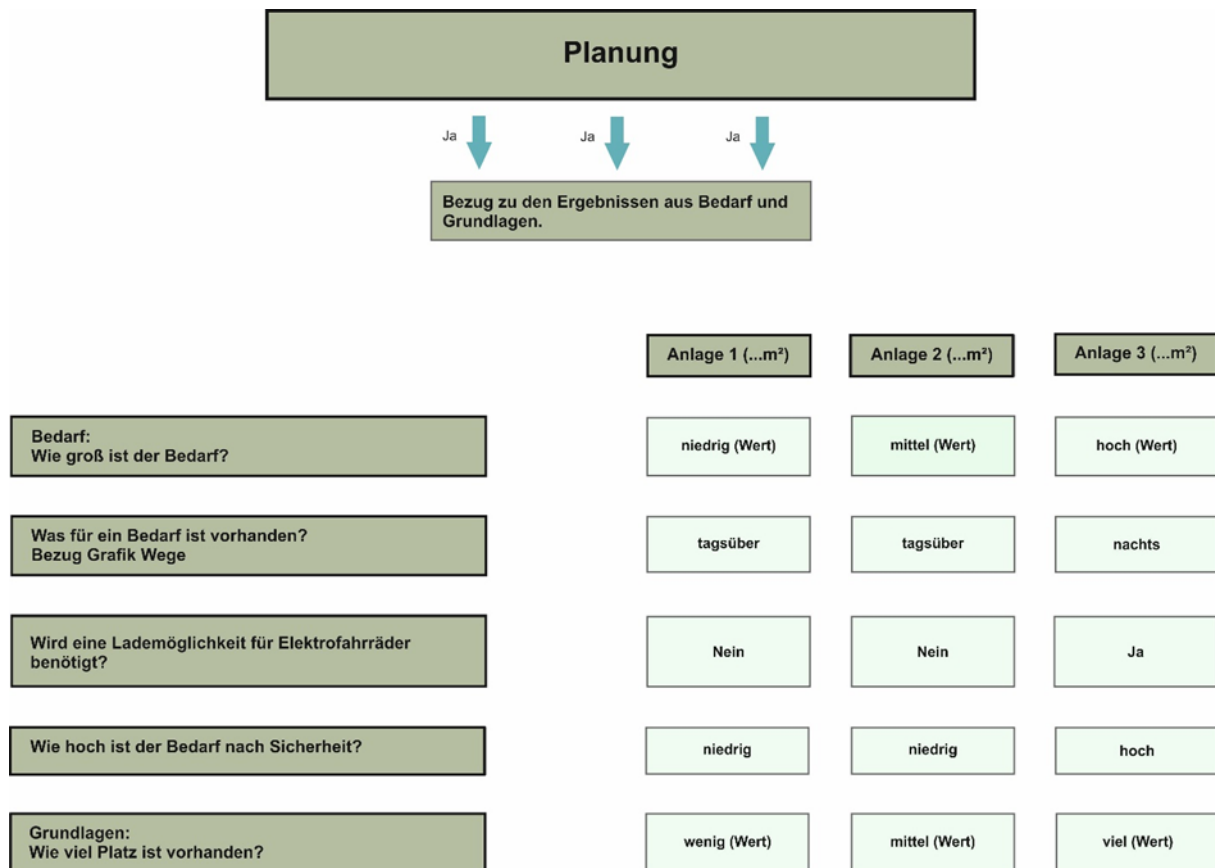 Planung
Ja Ja Ja
Bezug zu den Ergebnissen aus Bedarf und
Grundlagen.
Anlage 1 (...m²) Anlage 2 (...m²) Anlage 3 (...m²)
Bedarf:
Wie groß ist der Bedarf?
niedrig (Wert) mittel (Wert) hoch (Wert)
Was für ein Bedarf ist vorhanden?
Bezug Grafik Wege
tagsüber tagsüber nachts
Wird eine Lademöglichkeit für Elektrofahrräder
benötigt?
Nein Nein Ja
Wie hoch ist der Bedarf nach Sicherheit?
niedrig niedrig hoch
Grundlagen:
Wie viel Platz ist vorhanden?
wenig (Wert) mittel (Wert) viel (Wert)